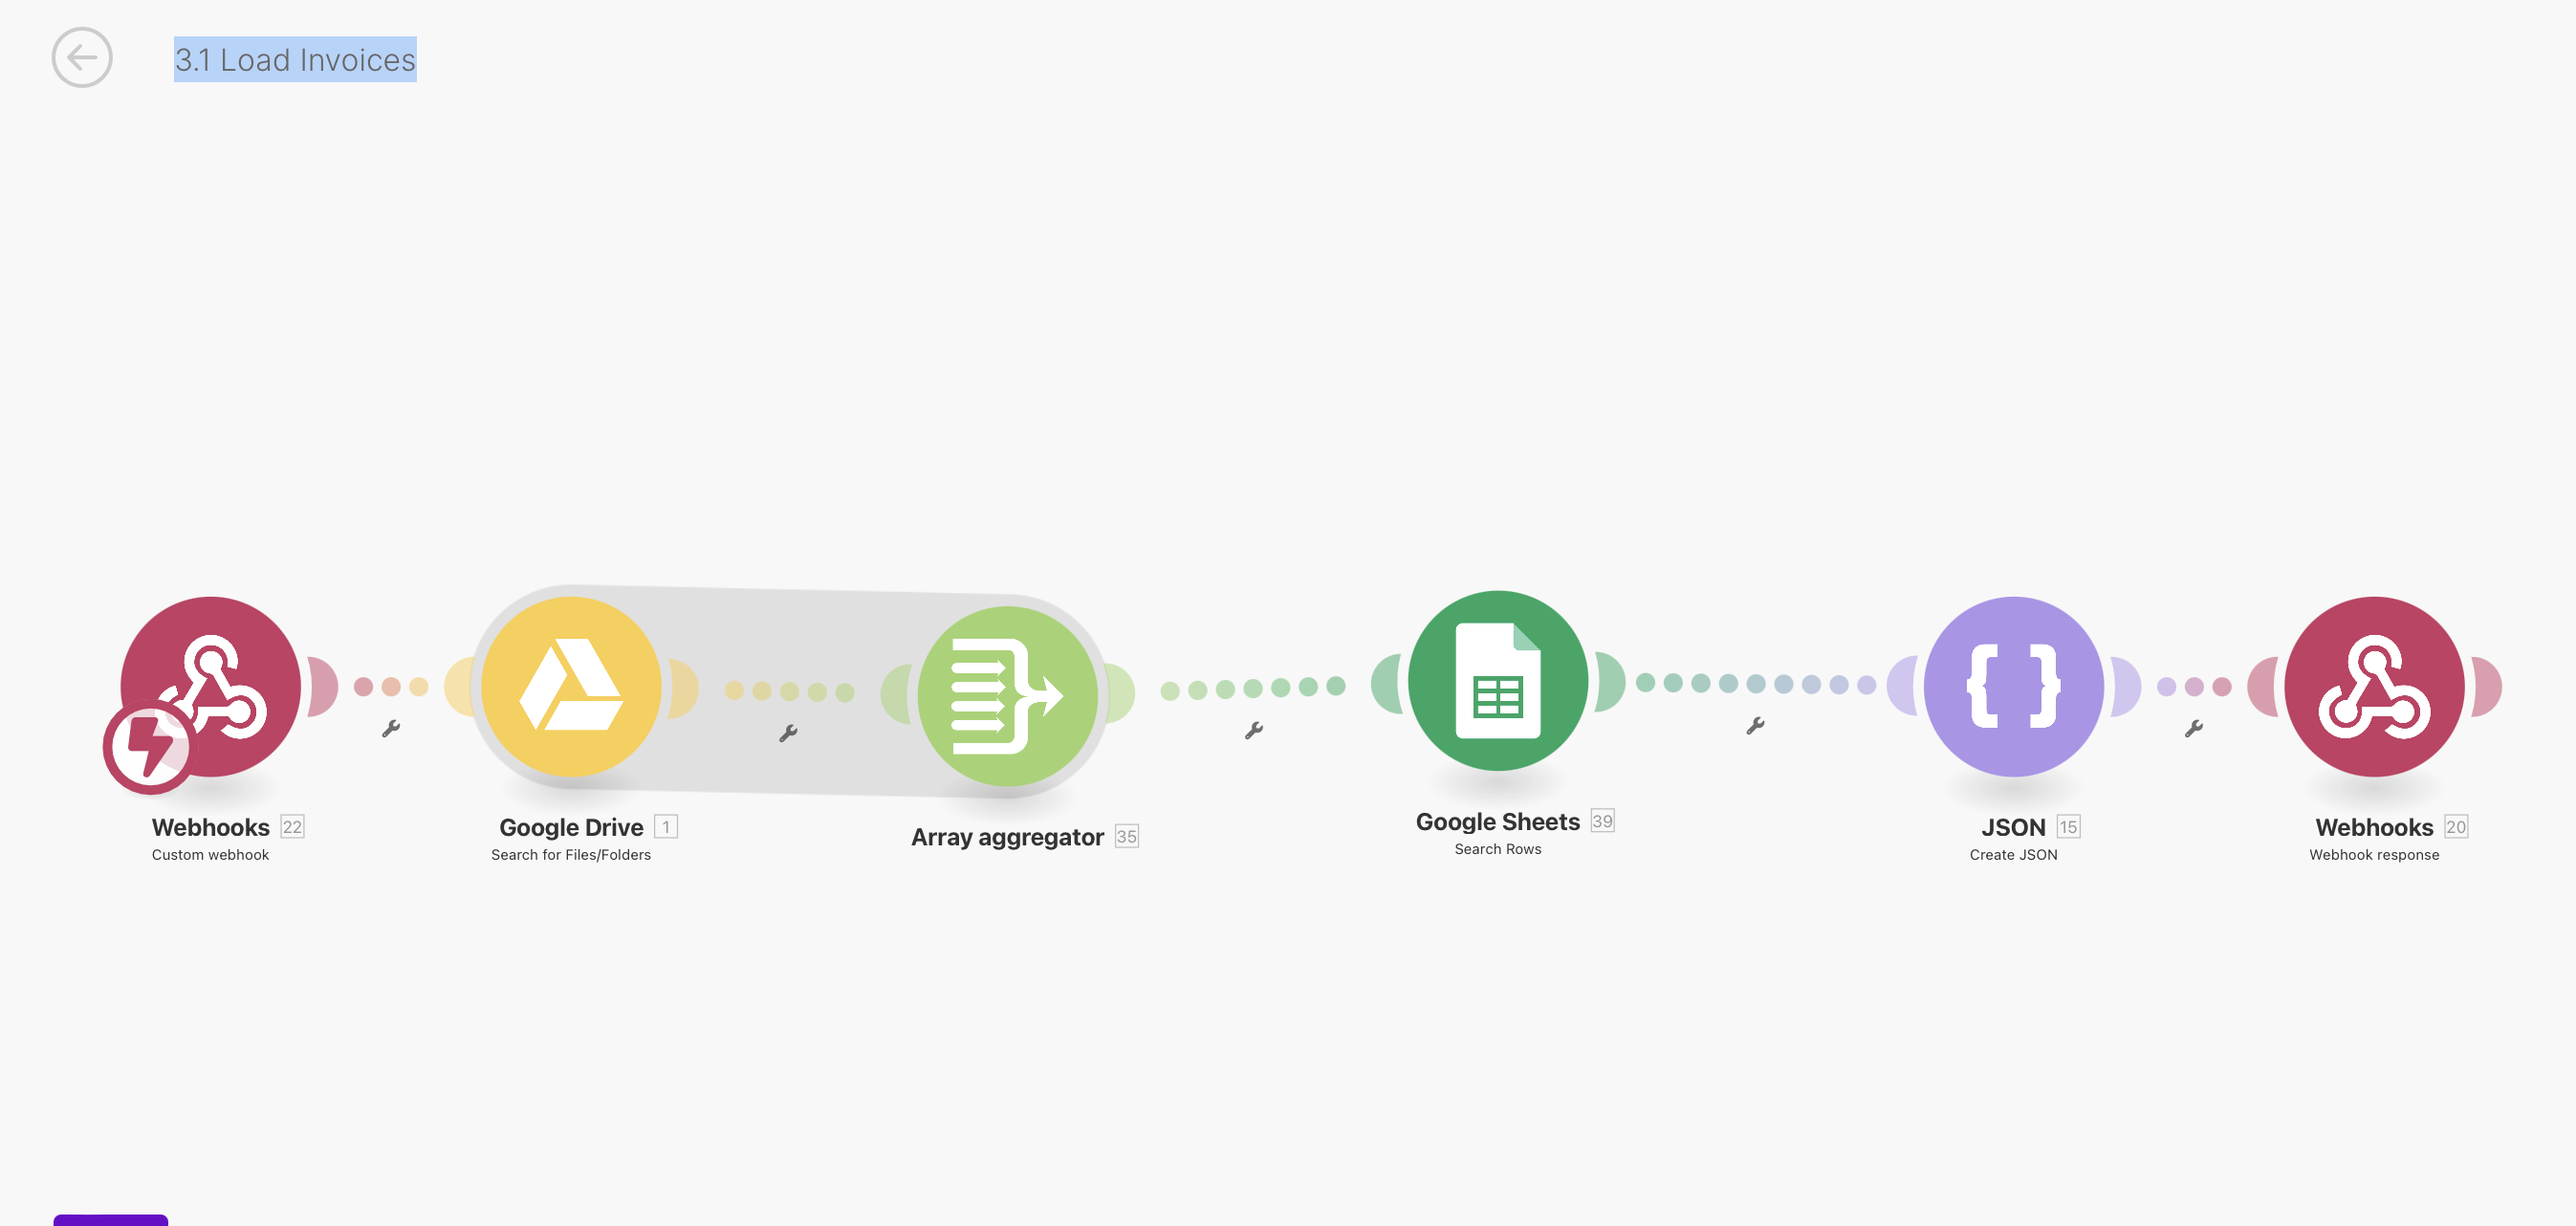 3.1 Load Invoices
Webhooks 22
Custom webhook
Google Drive 1
Search for Files/Folders
Array aggregator 35
Google Sheets 39
Search Rows
JSON 15
Create JSON
Webhooks 20
Webhook response